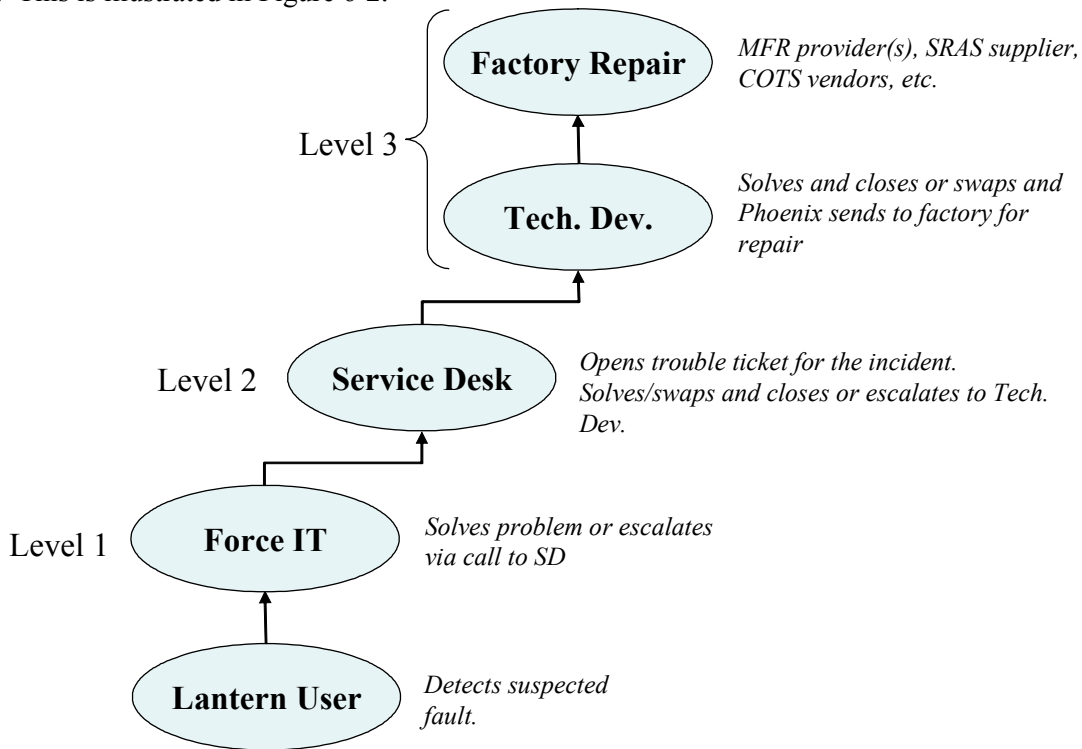 This is illustrated in Figure 6-2.
Factory Repair
MFR provider(s), SRAS supplier,
COTS vendors, etc.
Level 3
Tech. Dev.
Solves and closes or swaps and
Phoenix sends to factory for
repair
Level 2
Service Desk
Opens trouble ticket for the incident.
Solves/swaps and closes or escalates to Tech.
Dev.
Level 1
Force IT
Solves problem or escalates
via call to SD
Lantern User
Detects suspected
fault.